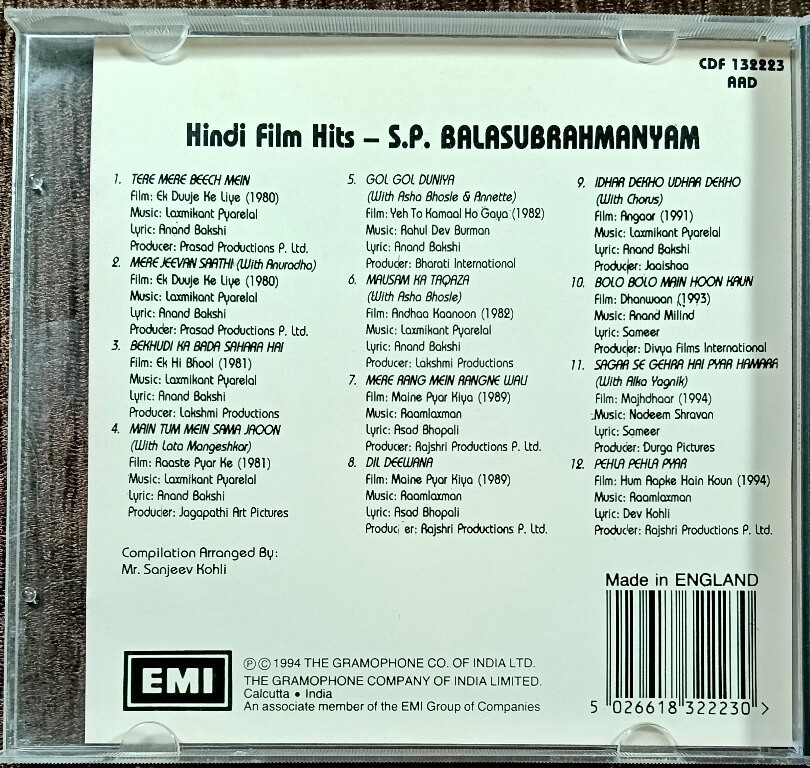 CDF 132223
AAD
Hindi Film Hits – S.P. BALASUBRAHMANYAM
1. TERE MERE BEECH MEIN
Film: Ek Duuje Ke Liye (1980)
Music: Laxmikant Pyarelal
Lyric: Anand Bakshi
Producer: Prasad Productions P. Ltd.
2. MERE JEEVAN SAATHI (With Anuradha)
Film: Ek Duuje Ke Liye (1980)
Music: Laxmikant Pyarelal
Lyric: Anand Bakshi
Producer: Prasad Productions P. Ltd.
3. BEKHUDI KA BADA SAHARA HAI
Film: Ek Hi Bhool (1981)
Music: Laxmikant Pyarelal
Lyric: Anand Bakshi
Producer: Lakshmi Productions
4. MAIN TUM MEIN SAMA JAOON
(With Lata Mangeshkar)
Film: Raaste Pyar Ke (1981)
Music: Laxmikant Pyarelal
Lyric: Anand Bakshi
Producer: Jagapathi Art Pictures
5. GOL GOL DUNIYA
(With Asha Bhosle & Annette)
Film: Yeh To Kamaal Ho Gaya (1982)
Music: Rahul Dev Burman
Lyric: Anand Bakshi
Producer: Bharati International
6. MAUSAM KA TAQAZA
(With Asha Bhosle)
Film: Andhaa Kaanoon (1982)
Music: Laxmikant Pyarelal
Lyric: Anand Bakshi
Producer: Lakshmi Productions
7. MERE RANG MEIN RANGNE WALI
Film: Maine Pyar Kiya (1989)
Music: Raamlaxman
Lyric: Asad Bhopali
Producer: Rajshri Productions P. Ltd.
8. DIL DEEWANA
Film: Maine Pyar Kiya (1989)
Music: Raamlaxman
Lyric: Asad Bhopali
Producer: Rajshri Productions P. Ltd.
9. IDHAR DEKHO UDHAR DEKHO
(With Chorus)
Film: Angaar (1991)
Music: Laxmikant Pyarelal
Lyric: Anand Bakshi
Producer: Jaaishaa
10. BOLO BOLO MAIN HOON KAUN
Film: Dhanwaan (1993)
Music: Anand Milind
Lyric: Sameer
Producer: Divya Films International
11. SAGAR SE GEHRA HAI PYAR HAMARA
(With Alka Yagnik)
Film: Majhdhaar (1994)
Music: Nadeem Shravan
Lyric: Sameer
Producer: Durga Pictures
12. PEHLA PEHLA PYAR
Film: Hum Aapke Hain Koun (1994)
Music: Raamlaxman
Lyric: Dev Kohli
Producer: Rajshri Productions P. Ltd.
Compilation Arranged By:
Mr. Sanjeev Kohli
Made in ENGLAND
EMI
℗ © 1994 THE GRAMOPHONE CO. OF INDIA LTD.
THE GRAMOPHONE COMPANY OF INDIA LIMITED.
Calcutta • India
An associate member of the EMI Group of Companies
5 026618 322230 >